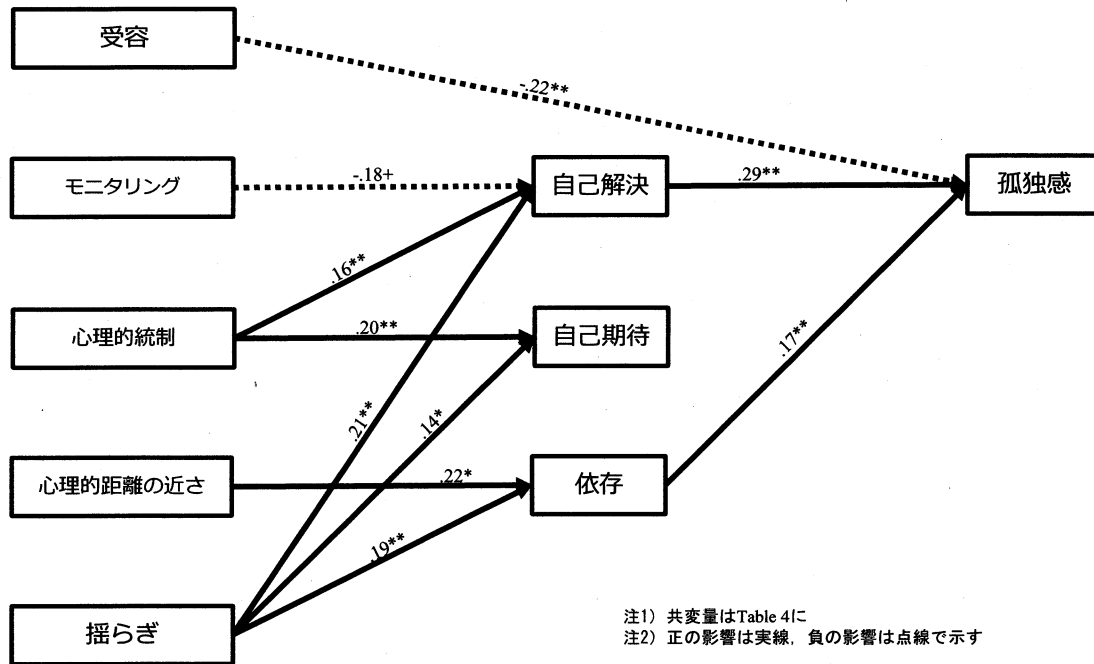 受容
-.22**
モニタリング
-.18+
自己解決
.29**
孤独感
.16**
心理的統制
.20**
自己期待
.17**
.21**
.14*
心理的距離の近さ
.22*
依存
.19**
揺らぎ
注1) 共変量はTable 4に
注2) 正の影響は実線，負の影響は点線で示す